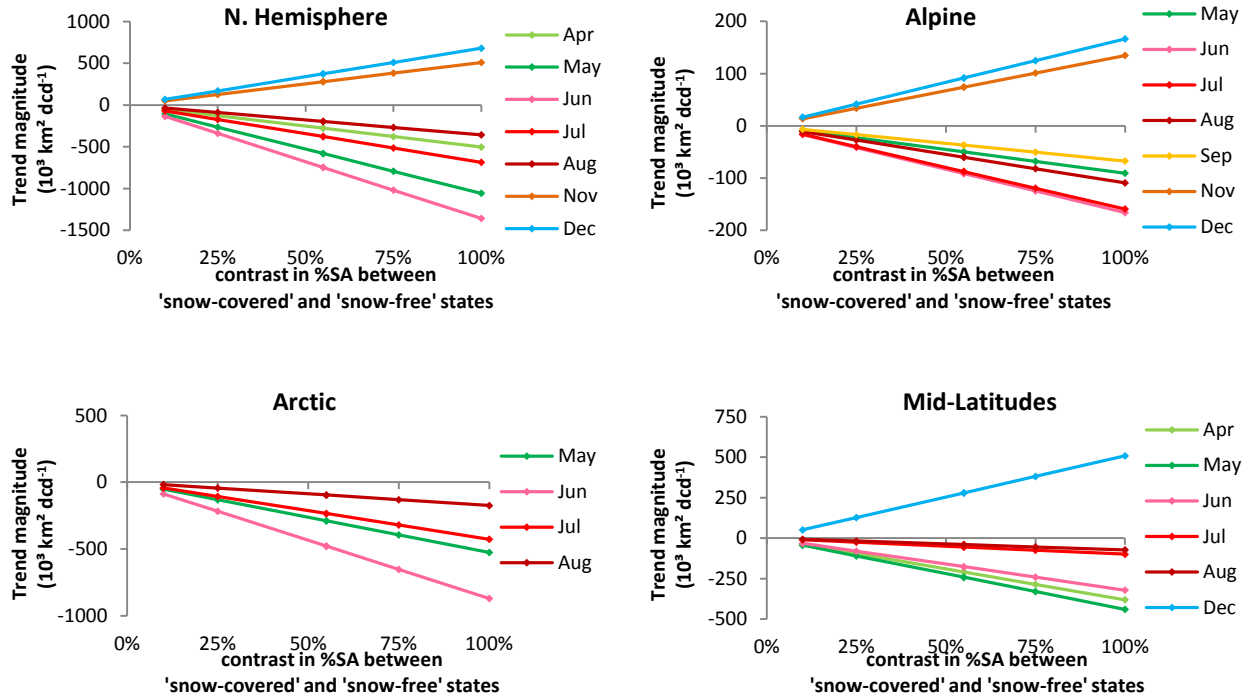 N. Hemisphere
Trend magnitude
(10³ km² dcd⁻¹)
1000
500
0
-500
-1000
-1500
0%
25%
50%
75%
100%
contrast in %SA between
'snow-covered' and 'snow-free' states
Apr
May
Jun
Jul
Aug
Nov
Dec
Alpine
Trend magnitude
(10³ km² dcd⁻¹)
200
100
0
-100
-200
0%
25%
50%
75%
100%
contrast in %SA between
'snow-covered' and 'snow-free' states
May
Jun
Jul
Aug
Sep
Nov
Dec
Arctic
Trend magnitude
(10³ km² dcd⁻¹)
500
0
-500
-1000
0%
25%
50%
75%
100%
contrast in %SA between
'snow-covered' and 'snow-free' states
May
Jun
Jul
Aug
Mid-Latitudes
Trend magnitude
(10³ km² dcd⁻¹)
750
500
250
0
-250
-500
0%
25%
50%
75%
100%
contrast in %SA between
'snow-covered' and 'snow-free' states
Apr
May
Jun
Jul
Aug
Dec